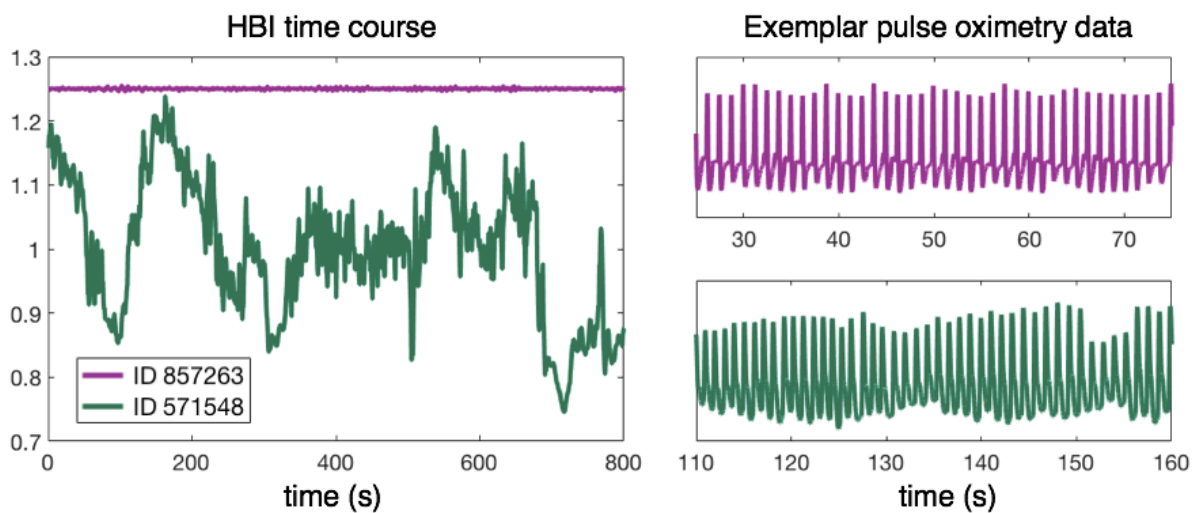 HBI time course
1.3
1.2
1.1
1
0.9
0.8
0.7
ID 857263
ID 571548
0 200 400 600 800
time (s)
Exemplar pulse oximetry data
30 40 50 60 70
110 120 130 140 150 160
time (s)